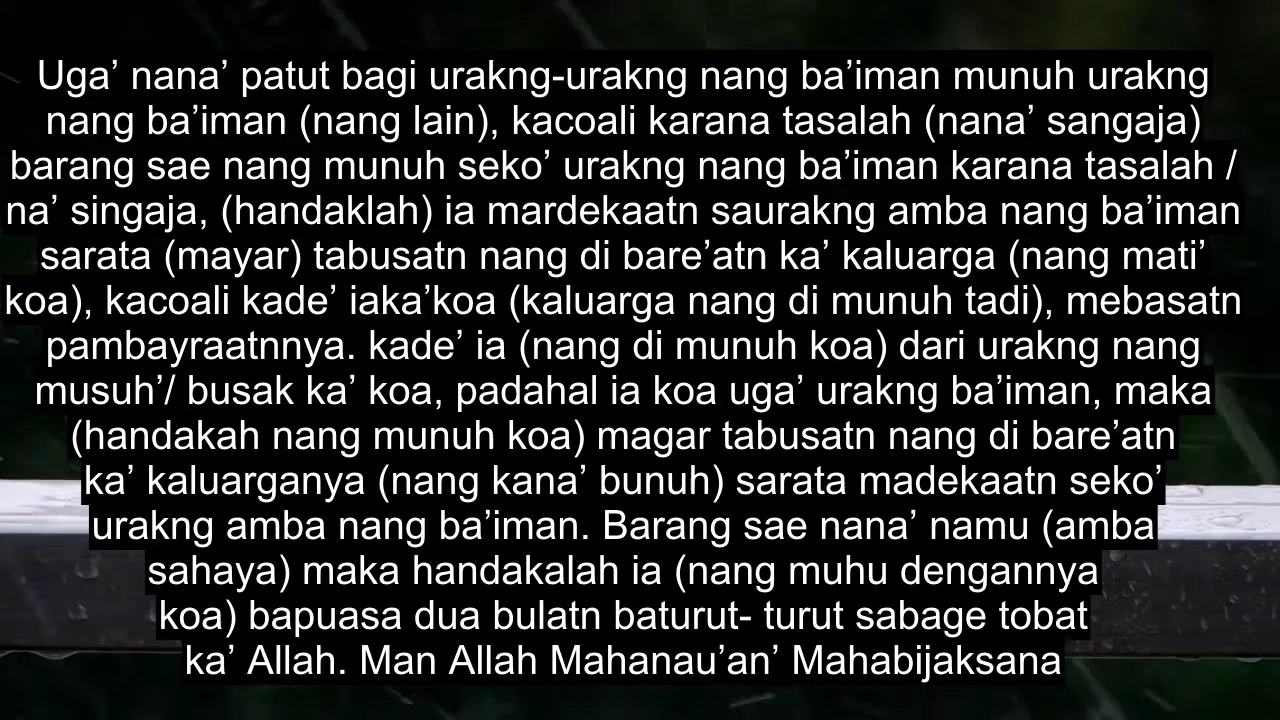 Uga’ nana’ patut bagi urakng-urakng nang ba’iman munuh urakng
nang ba’iman (nang lain), kacoali karana tasalah (nana’ sangaja)
barang sae nang munuh seko’ urakng nang ba’iman karana tasalah /
na’ singaja, (handaklah) ia mardekaatn saurakng amba nang ba’iman
sarata (mayar) tabusatn nang di bare’atn ka’ kaluarga (nang mati’
koa), kacoali kade’ iaka’koa (kaluarga nang di munuh tadi), mebasatn
pambayraatnnya. kade’ ia (nang di munuh koa) dari urakng nang
musuh’/ busak ka’ koa, padahal ia koa uga’ urakng ba’iman, maka
(handakah nang munuh koa) magar tabusatn nang di bare’atn
ka’ kaluarganya (nang kana’ bunuh) sarata madekaatn seko’
urakng amba nang ba’iman. Barang sae nana’ namu (amba
sahaya) maka handakalah ia (nang muhu dengannya
koa) bapuasa dua bulatn baturut- turut sabage tobat
ka’ Allah. Man Allah Mahanau’an’ Mahabijaksana